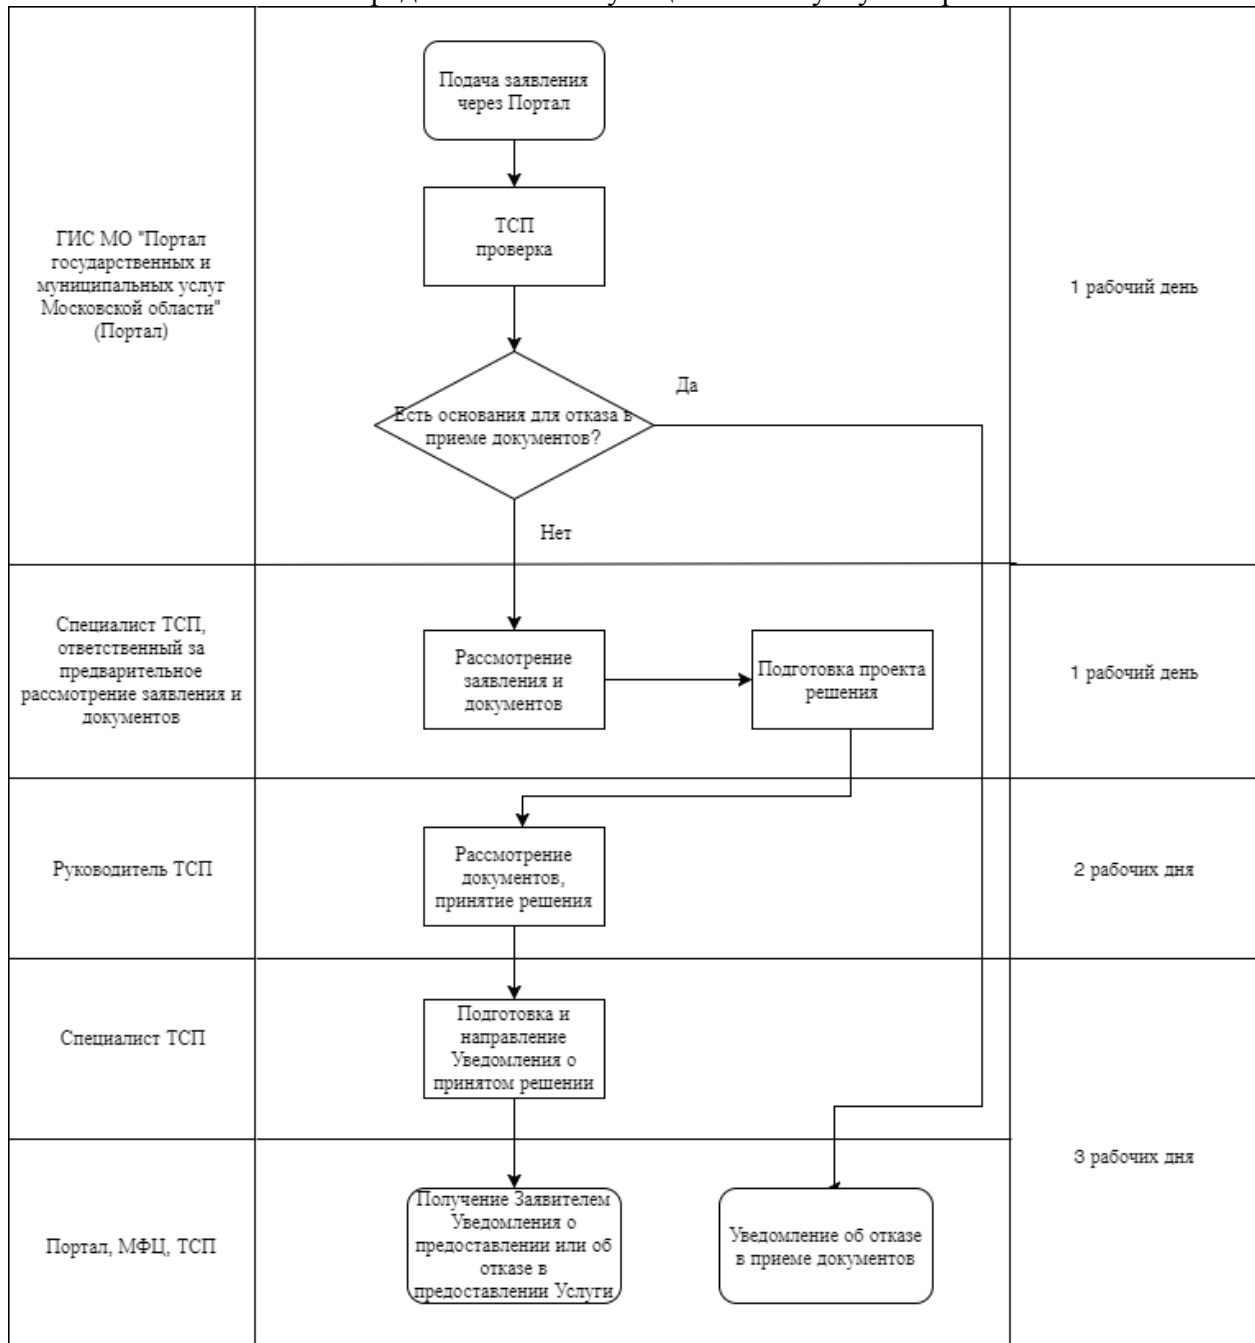 Подача заявления
через Портал
ТСП
проверка
ГИС МО "Портал
государственных и
муниципальных услуг
Московской области"
(Портал)
1 рабочий день
Да
Есть основания для отказа в
приеме документов?
Нет
Специалист ТСП,
ответственный за
предварительное
рассмотрение заявления и
документов
Рассмотрение
заявления и
документов
Подготовка проекта
решения
1 рабочий день
Руководитель ТСП
Рассмотрение
документов,
принятие решения
2 рабочих дня
Специалист ТСП
Подготовка и
направление
Уведомления о
принятом решении
3 рабочих дня
Портал, МФЦ, ТСП
Получение Заявителем
Уведомления о
предоставлении или об
отказе в
предоставлении Услуги
Уведомление об отказе
в приеме документов